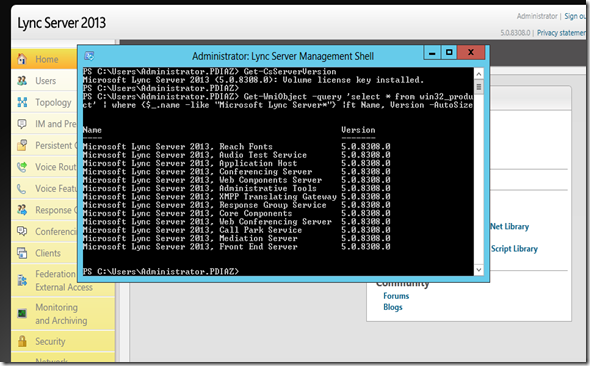 Lync Server 2013
Administrator | Sign ou
5.0.8308.0 | Privacy statemen
Home
Users
Topology
IM and Pre
Persistent C
Voice Rout
Voice Featu
Response G
Conferencin
Clients
Federation
External Access
Monitoring
and Archiving
Security
Network
Administrator: Lync Server Management Shell
PS C:\Users\Administrator.PDIAZ> Get-CsServerVersion
Microsoft Lync Server 2013 (5.0.8308.0): Volume license key installed.
PS C:\Users\Administrator.PDIAZ>
PS C:\Users\Administrator.PDIAZ> Get-WmiObject -query 'select * from win32_produ
ct' | where {$_.name -like "Microsoft Lync Server*"} |ft Name, Version -AutoSize
Name Version
---- -------
Microsoft Lync Server 2013, Reach Fonts 5.0.8308.0
Microsoft Lync Server 2013, Audio Test Service 5.0.8308.0
Microsoft Lync Server 2013, Application Host 5.0.8308.0
Microsoft Lync Server 2013, Conferencing Server 5.0.8308.0
Microsoft Lync Server 2013, Web Components Server 5.0.8308.0
Microsoft Lync Server 2013, Administrative Tools 5.0.8308.0
Microsoft Lync Server 2013, XMPP Translating Gateway 5.0.8308.0
Microsoft Lync Server 2013, Response Group Service 5.0.8308.0
Microsoft Lync Server 2013, Core Components 5.0.8308.0
Microsoft Lync Server 2013, Web Conferencing Server 5.0.8308.0
Microsoft Lync Server 2013, Call Park Service 5.0.8308.0
Microsoft Lync Server 2013, Mediation Server 5.0.8308.0
Microsoft Lync Server 2013, Front End Server 5.0.8308.0
PS C:\Users\Administrator.PDIAZ>
Net Library
Script Library
Community
Forums
Blogs